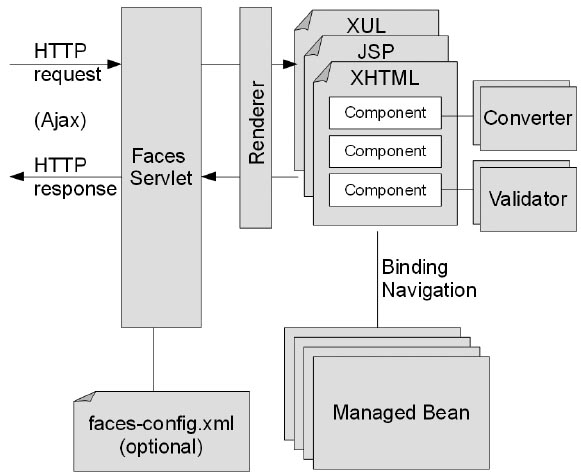 HTTP
request
(Ajax)
HTTP
response
Faces
Servlet
Renderer
XUL
JSP
XHTML
Component
Component
Component
Converter
Validator
Binding
Navigation
faces-config.xml
(optional)
Managed Bean